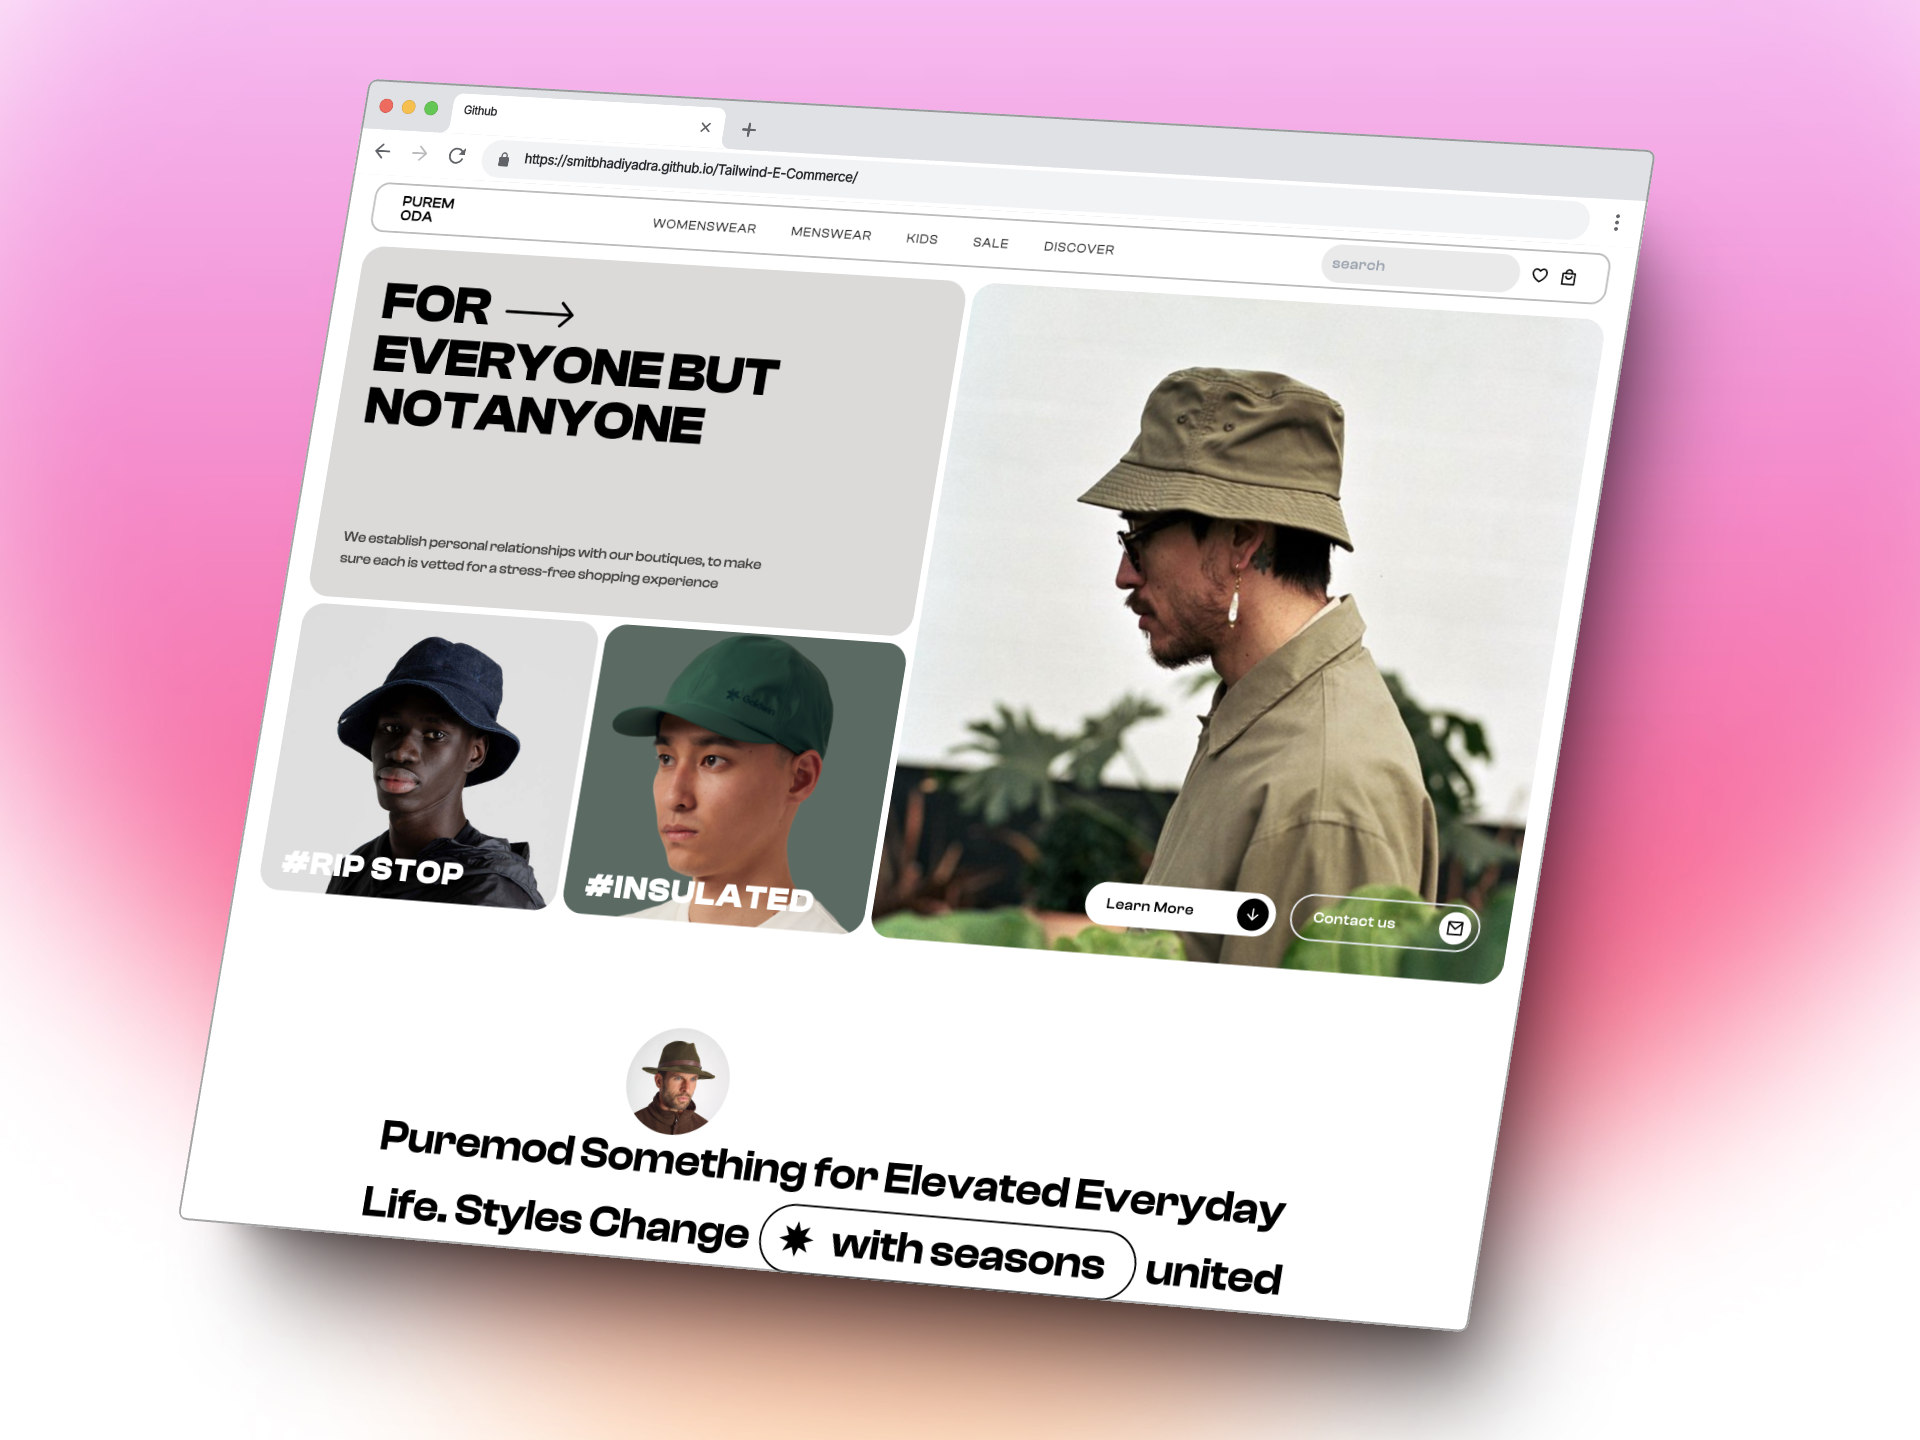 Github
https://smitbhadiyadra.github.io/Tailwind-E-Commerce/
PUREM
ODA
WOMENSWEAR MENSWEAR KIDS SALE DISCOVER
search
FOR
EVERYONE BUT
NOTANYONE
We establish personal relationships with our boutiques, to make
sure each is vetted for a stress-free shopping experience
#RIP STOP
#INSULATED
Learn More
Contact us
Puremod Something for Elevated Everyday
Life. Styles Change with seasons united